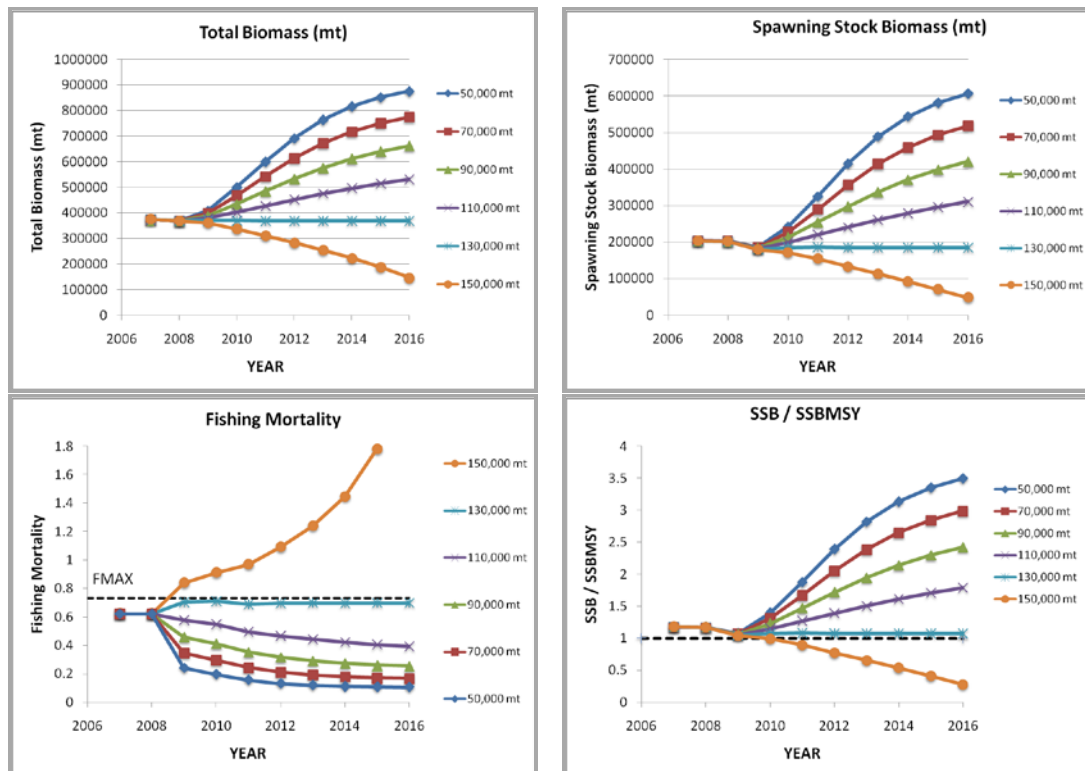 Total Biomass (mt)
Total Biomass (mt)
1000000
900000
800000
700000
600000
500000
400000
300000
200000
100000
0
2006 2008 2010 2012 2014 2016
YEAR
50,000 mt
70,000 mt
90,000 mt
110,000 mt
130,000 mt
150,000 mt
Spawning Stock Biomass (mt)
Spawning Stock Biomass (mt)
700000
600000
500000
400000
300000
200000
100000
0
2006 2008 2010 2012 2014 2016
YEAR
50,000 mt
70,000 mt
90,000 mt
110,000 mt
130,000 mt
150,000 mt
Fishing Mortality
Fishing Mortality
1.8
1.6
1.4
1.2
1
0.8
0.6
0.4
0.2
0
FMAX
2006 2008 2010 2012 2014 2016
YEAR
150,000 mt
130,000 mt
110,000 mt
90,000 mt
70,000 mt
50,000 mt
SSB / SSBMSY
SSB / SSBMSY
4
3.5
3
2.5
2
1.5
1
0.5
0
2006 2008 2010 2012 2014 2016
YEAR
50,000 mt
70,000 mt
90,000 mt
110,000 mt
130,000 mt
150,000 mt